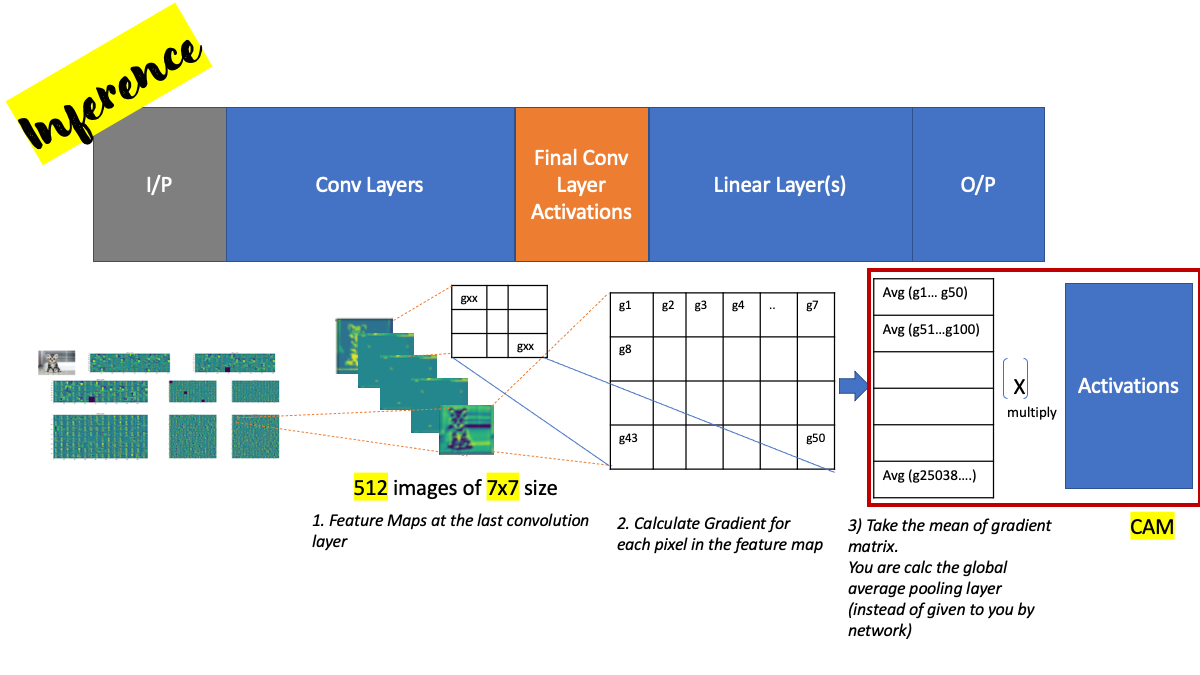 Inference
I/P
Conv Layers
Final Conv
Layer
Activations
Linear Layer(s)
O/P
gxx
gxx
g1 g2 g3 g4 .. g7
g8
g43 g50
Avg (g1... g50)
Avg (g51...g100)
Avg (g25038....)
X
multiply
Activations
512 images of 7x7 size
1. Feature Maps at the last convolution
layer
2. Calculate Gradient for
each pixel in the feature map
3) Take the mean of gradient
matrix.
You are calc the global
average pooling layer
(instead of given to you by
network)
CAM